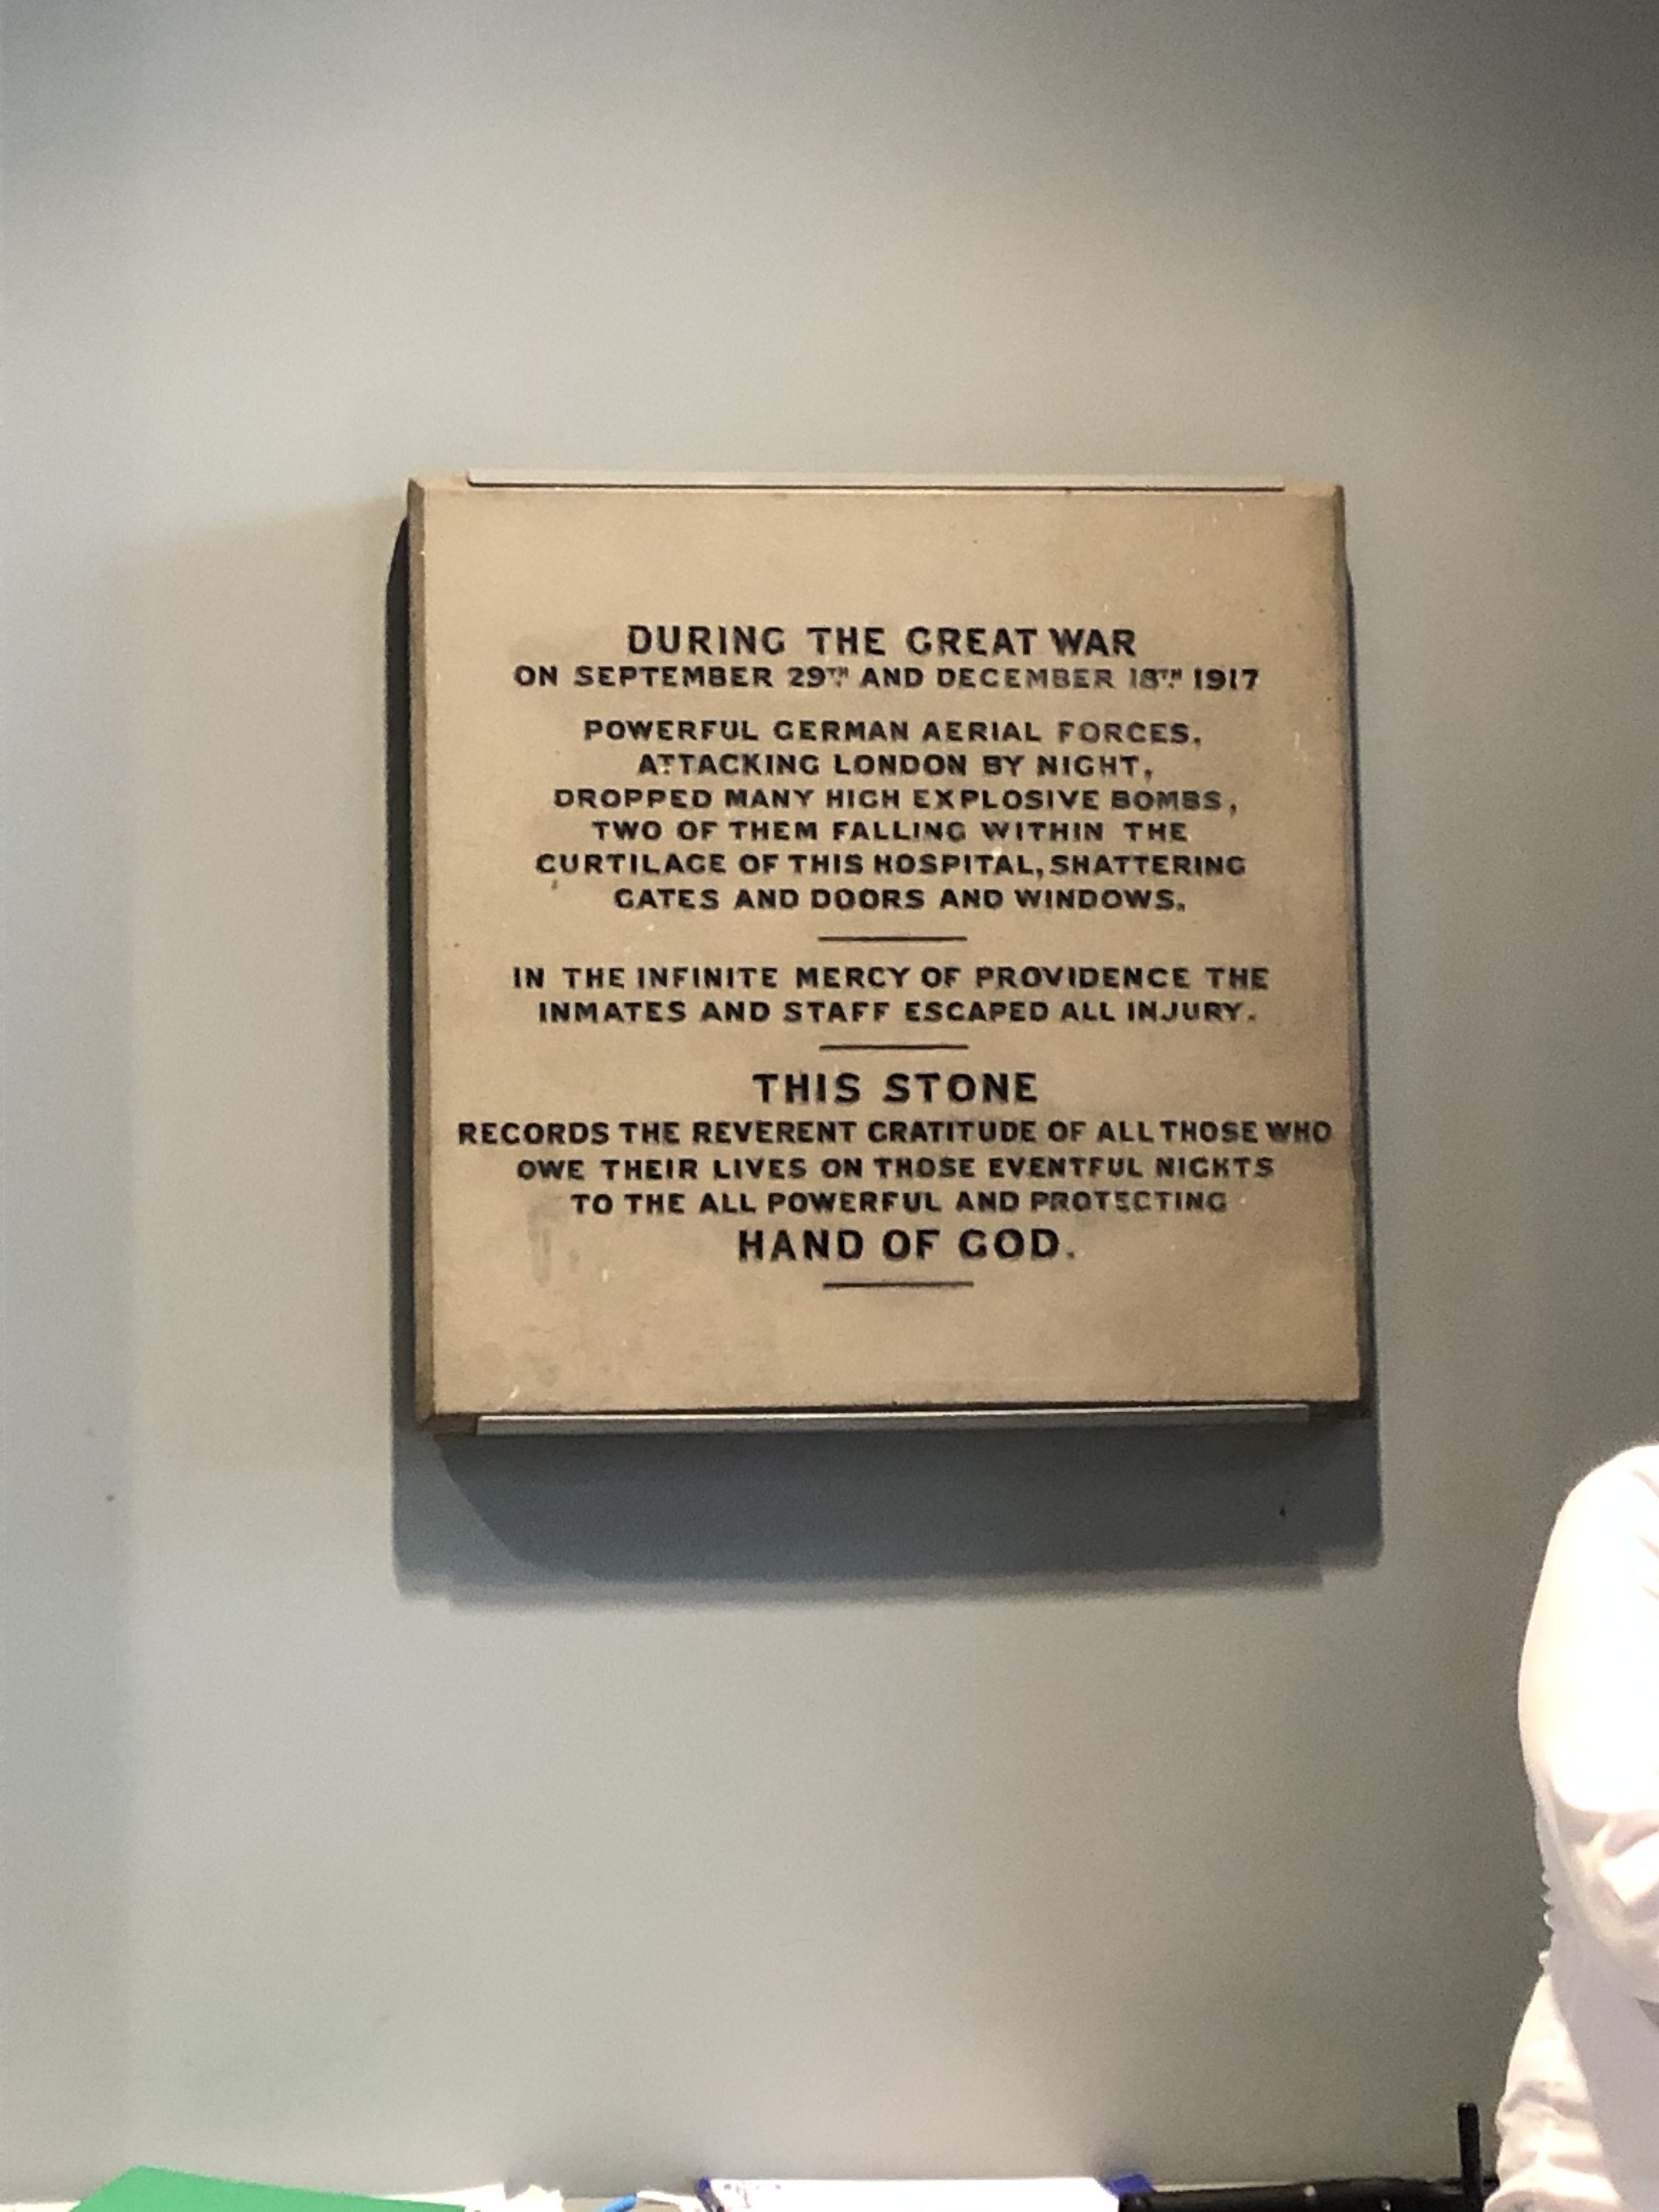 DURING THE GREAT WAR
ON SEPTEMBER 29TH AND DECEMBER 18TH 1917
POWERFUL GERMAN AERIAL FORCES,
ATTACKING LONDON BY NIGHT,
DROPPED MANY HIGH EXPLOSIVE BOMBS,
TWO OF THEM FALLING WITHIN THE
CURTILAGE OF THIS HOSPITAL, SHATTERING
GATES AND DOORS AND WINDOWS.
IN THE INFINITE MERCY OF PROVIDENCE THE
INMATES AND STAFF ESCAPED ALL INJURY.
THIS STONE
RECORDS THE REVERENT GRATITUDE OF ALL THOSE WHO
OWE THEIR LIVES ON THOSE EVENTFUL NIGHTS
TO THE ALL POWERFUL AND PROTECTING
HAND OF GOD.